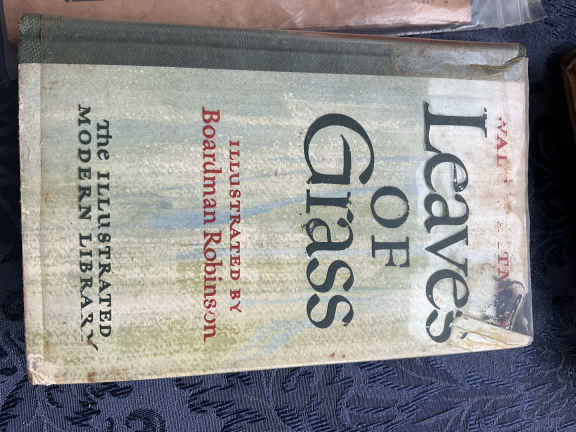 Leaves
OF
Grass
ILLUSTRATED BY
Boardman Robinson
The ILLUSTRATED
MODERN LIBRARY